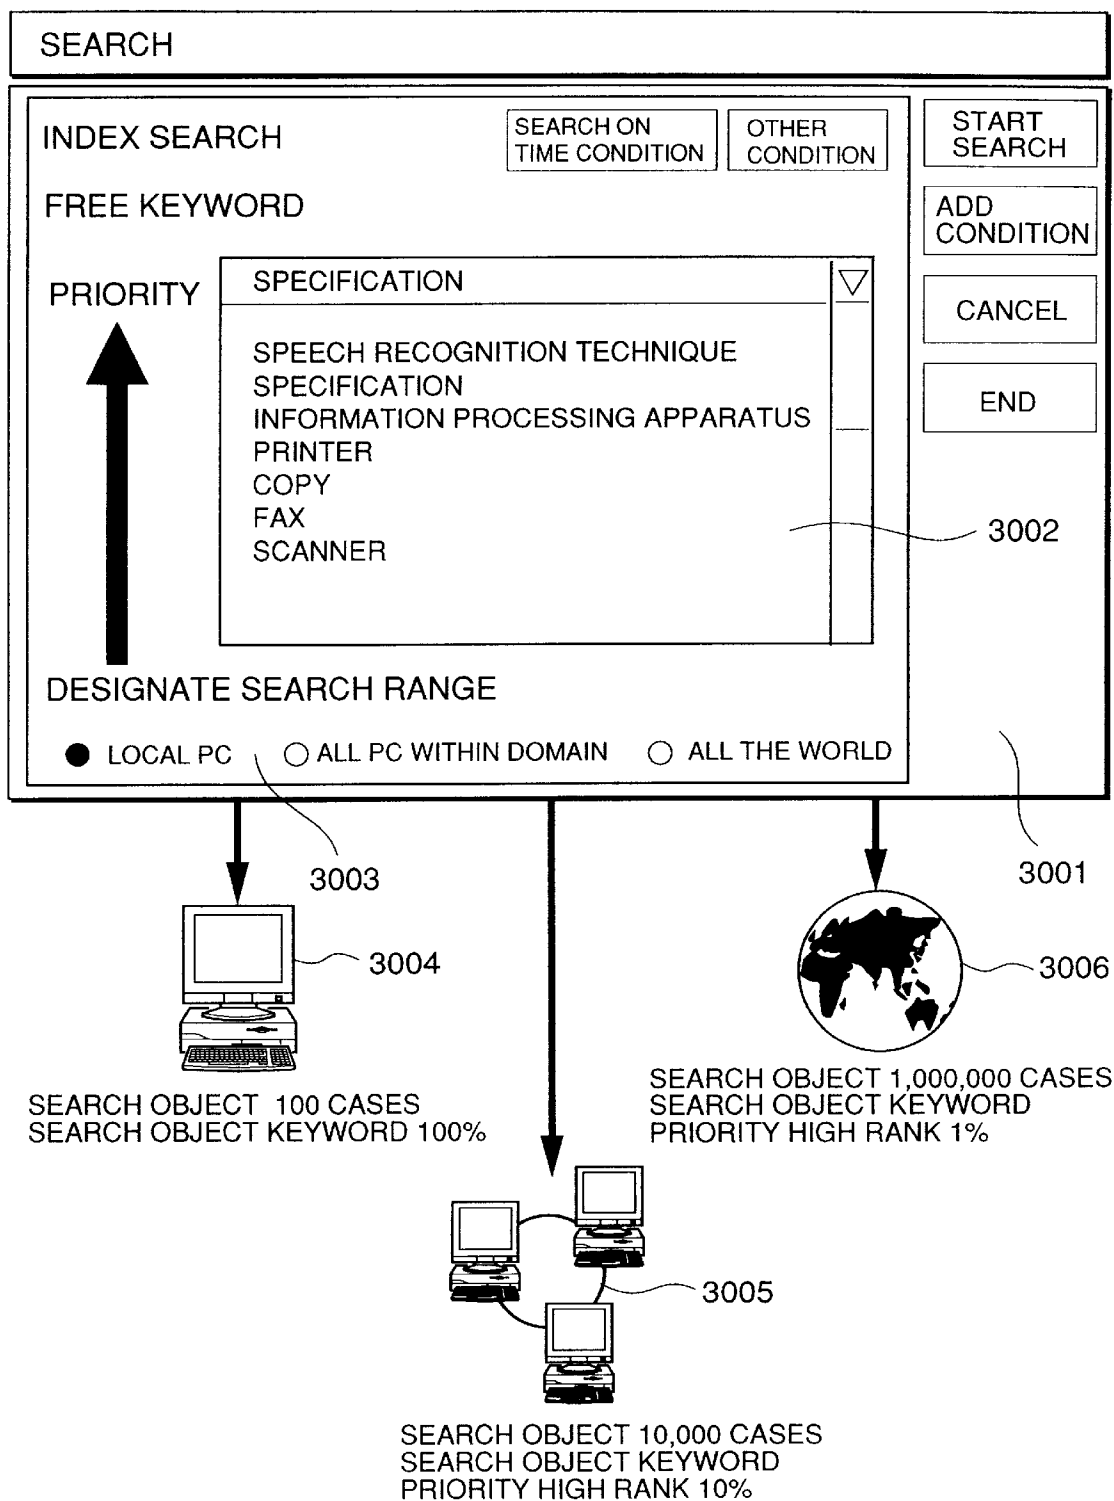 SEARCH
INDEX SEARCH
SEARCH ON
TIME CONDITION
OTHER
CONDITION
START
SEARCH
FREE KEYWORD
ADD
CONDITION
PRIORITY
SPECIFICATION
CANCEL
SPEECH RECOGNITION TECHNIQUE
SPECIFICATION
INFORMATION PROCESSING APPARATUS
PRINTER
COPY
FAX
SCANNER
END
3002
DESIGNATE SEARCH RANGE
LOCAL PC
ALL PC WITHIN DOMAIN
ALL THE WORLD
3003
3001
3004
3006
SEARCH OBJECT 100 CASES
SEARCH OBJECT KEYWORD 100%
SEARCH OBJECT 1,000,000 CASES
SEARCH OBJECT KEYWORD
PRIORITY HIGH RANK 1%
3005
SEARCH OBJECT 10,000 CASES
SEARCH OBJECT KEYWORD
PRIORITY HIGH RANK 10%